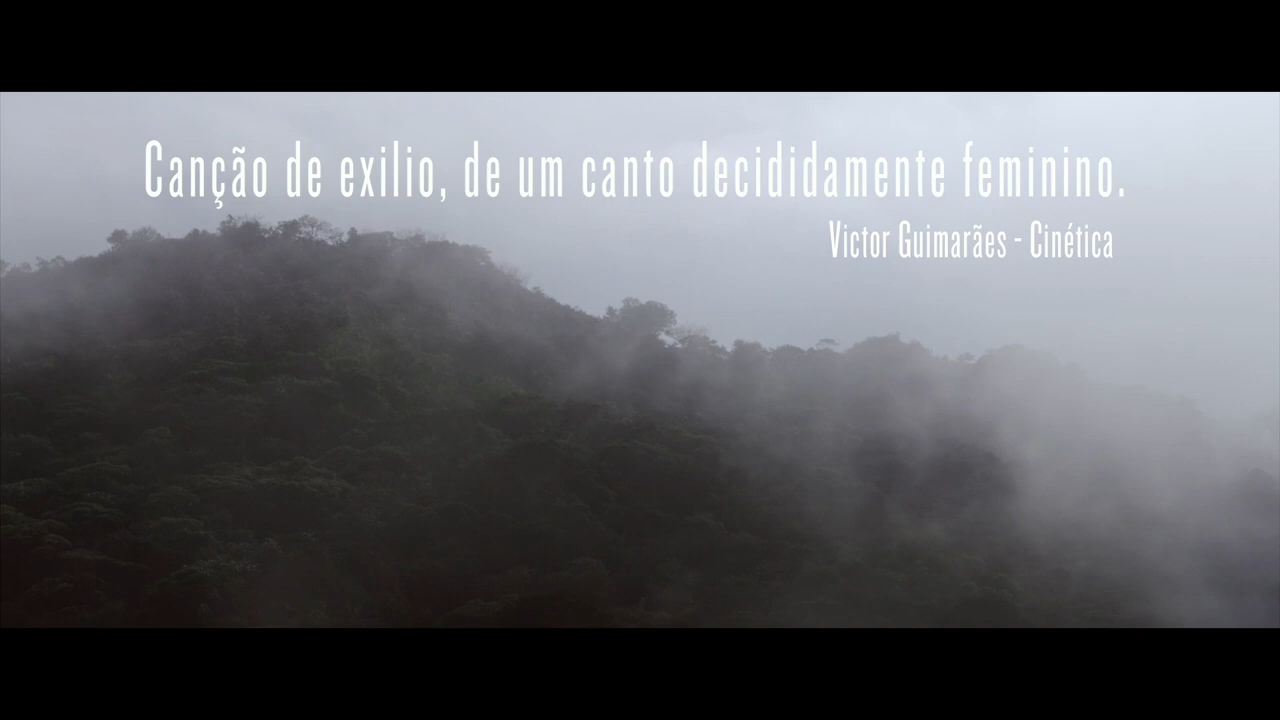 Canção de exilio, de um canto decididamente feminino.
Victor Guimarães - Cinética